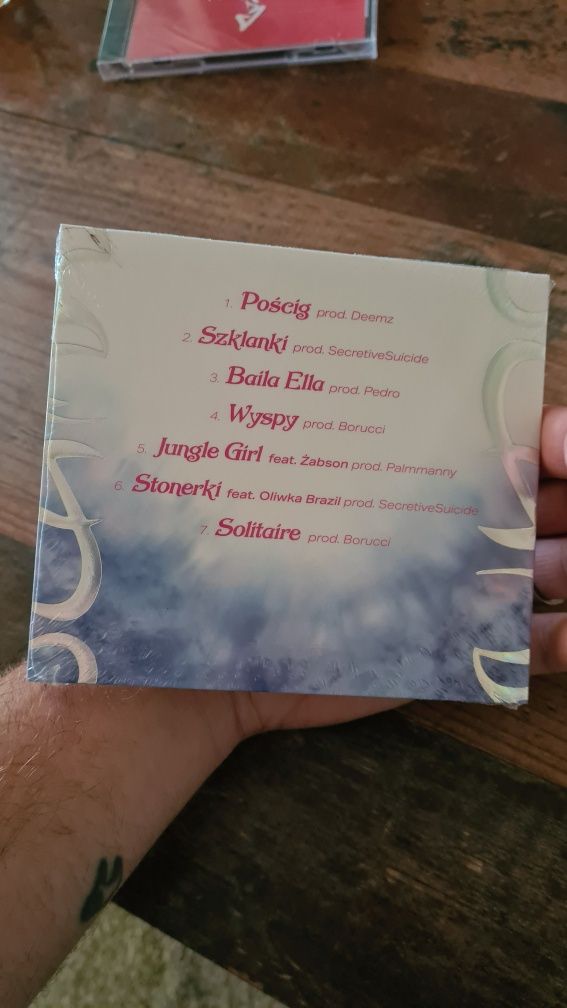 1. Pościg prod. Deemz
2. Szklanki prod. SecretiveSuicide
3. Baila Ella prod. Pedro
4. Wyspy prod. Borucci
5. Jungle Girl feat. Żabson prod. Palmmanny
6. Stonerki feat. Oliwka Brazil prod. SecretiveSuicide
7. Solitaire prod. Borucci